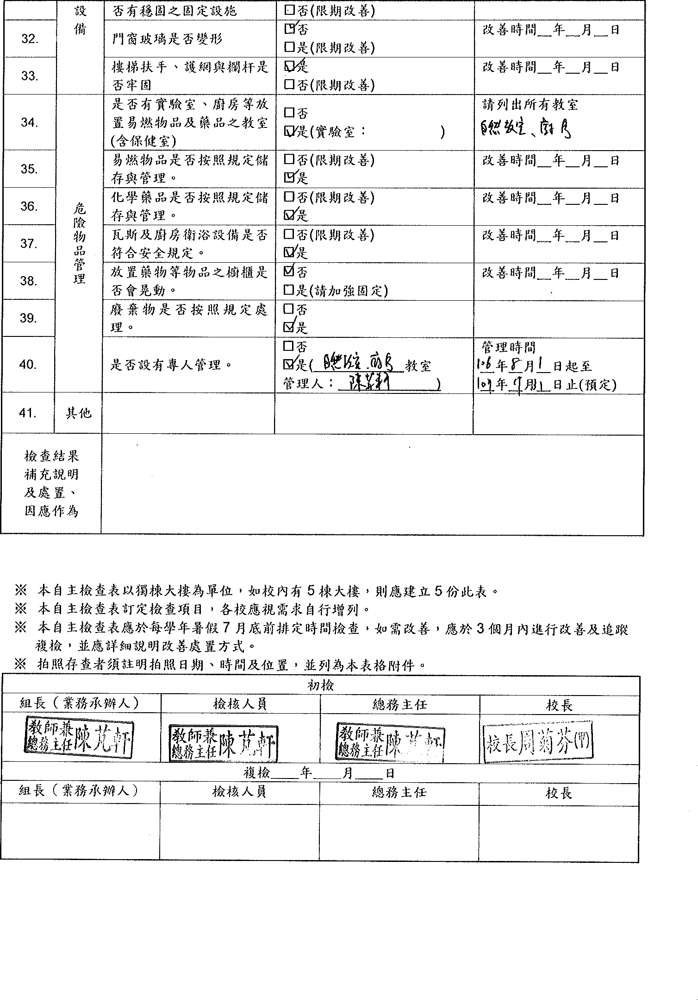 設 否有穩固之固定設施 □否(限期改善)
備
32. 門窗玻璃是否變形 ☑否 改善時間__年__月__日
□是(限期改善)
33. 樓梯扶手、護網與欄杆是 ☑是 改善時間__年__月__日
否牢固 □否(限期改善)
危險物品管理
34. 是否有實驗室、廚房等放 □否 請列出所有教室
置易燃物品及藥品之教室 ☑是(實驗室： ) 自然教室、廚房
(含保健室)
35. 易燃物品是否按照規定儲 □否(限期改善) 改善時間__年__月__日
存與管理。 ☑是
36. 化學藥品是否按照規定儲 □否(限期改善) 改善時間__年__月__日
存與管理。 ☑是
37. 瓦斯及廚房衛浴設備是否 □否(限期改善) 改善時間__年__月__日
符合安全規定。 ☑是
38. 放置藥物等物品之櫥櫃是 ☑否 改善時間__年__月__日
否會晃動。 □是(請加強固定)
39. 廢棄物是否按照規定處 □否
理。 ☑是
□否 管理時間
40. 是否設有專人管理。 ☑是( 自然教室、廚房 教室 106年8月1日起至
管理人： 陳 ) 107年7月31日止(預定)
41. 其他
檢查結果
補充說明
及處置、
因應作為
※ 本自主檢查表以獨棟大樓為單位，如校內有5棟大樓，則應建立5份此表。
※ 本自主檢查表訂定檢查項目，各校應視需求自行增列。
※ 本自主檢查表應於每學年暑假7月底前排定時間檢查，如需改善，應於3個月內進行改善及追蹤
複檢，並應詳細說明改善處置方式。
※ 拍照存查者須註明拍照日期、時間及位置，並列為本表格附件。
初檢
組長（業務承辦人） 檢核人員 總務主任 校長
教師兼總務主任 陳芃軒 教師兼總務主任 陳芃軒 教師兼總務主任 陳芃軒 校長周菊芬(甲)
複檢____年____月____日
組長（業務承辦人） 檢核人員 總務主任 校長